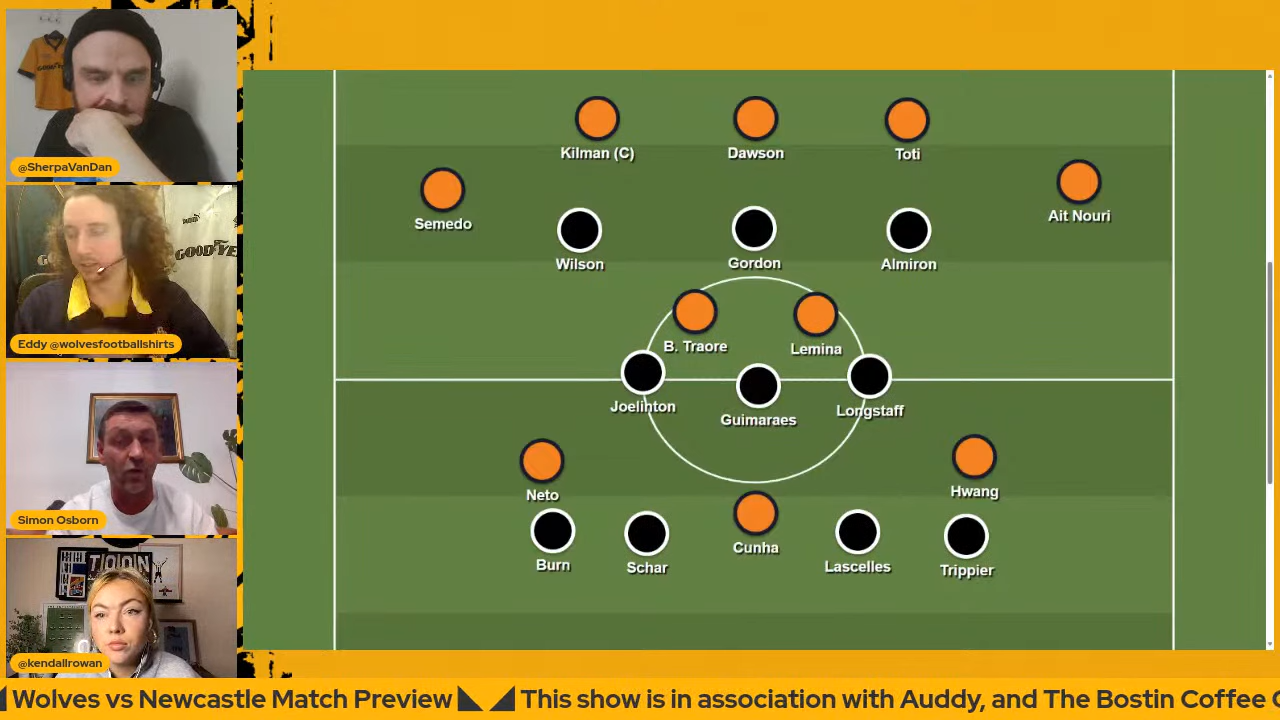 GOODYEAR
@SherpaVanDan
Eddy @wolvesfootballshirts
Simon Osborn
TOON
@kendallrowan
Kilman (C)
Dawson
Toti
Semedo
Ait Nouri
Wilson
Gordon
Almiron
B. Traore
Lemina
Joelinton
Guimaraes
Longstaff
Neto
Hwang
Cunha
Burn
Schar
Lascelles
Trippier
Wolves vs Newcastle Match Preview
This show is in association with Auddy, and The Bostin Coffee